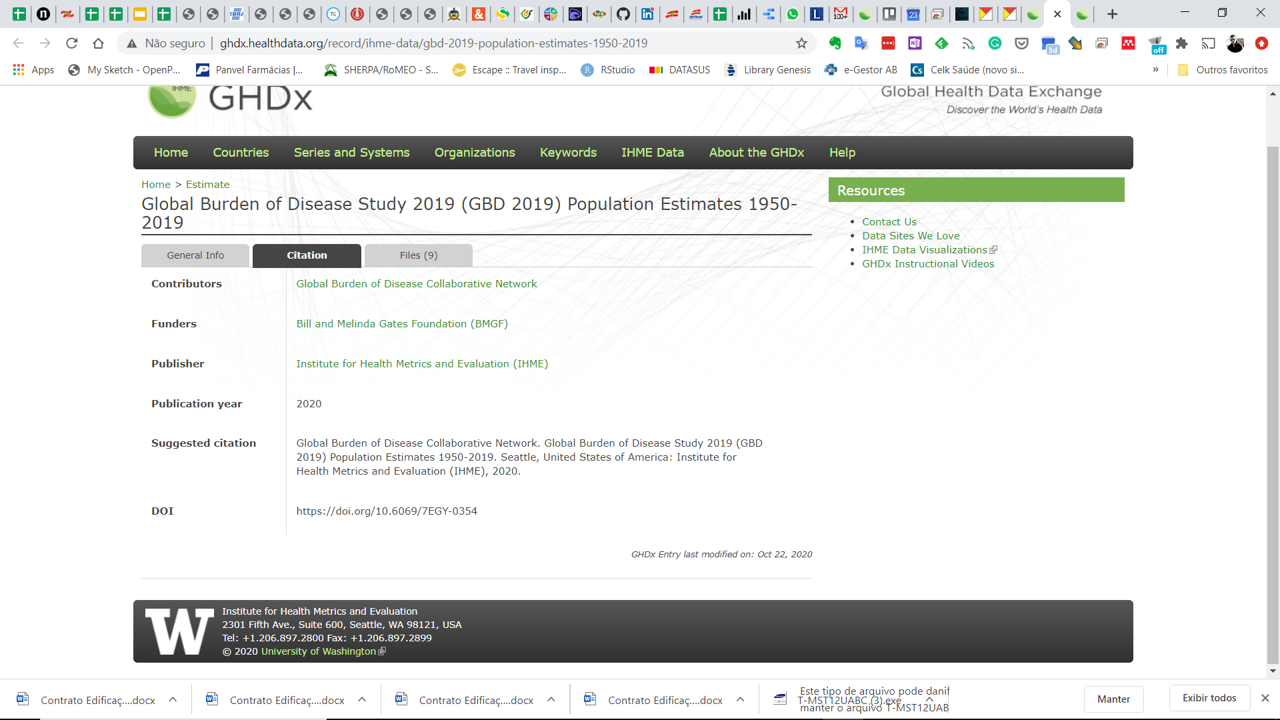 Não seguro | ghdx.healthdata.org/record/ihme-data/gbd-2019-population-estimates-1950-2019
Apps My Sketch - OpenP... Panvel Farmácias |... SHERPA/RoMEO - S... Escape :: Travel insp... RStudio DATASUS Library Genesis e-Gestor AB Celk Saúde (novo si... » Outros favoritos
IHME GHDx
Global Health Data Exchange
Discover the World's Health Data
Home Countries Series and Systems Organizations Keywords IHME Data About the GHDx Help
Home > Estimate
Global Burden of Disease Study 2019 (GBD 2019) Population Estimates 1950-
2019
General Info Citation Files (9)
Contributors Global Burden of Disease Collaborative Network
Funders Bill and Melinda Gates Foundation (BMGF)
Publisher Institute for Health Metrics and Evaluation (IHME)
Publication year 2020
Suggested citation Global Burden of Disease Collaborative Network. Global Burden of Disease Study 2019 (GBD
2019) Population Estimates 1950-2019. Seattle, United States of America: Institute for
Health Metrics and Evaluation (IHME), 2020.
DOI https://doi.org/10.6069/7EGY-0354
GHDx Entry last modified on: Oct 22, 2020
Resources
Contact Us
Data Sites We Love
IHME Data Visualizations
GHDx Instructional Videos
W
Institute for Health Metrics and Evaluation
2301 Fifth Ave., Suite 600, Seattle, WA 98121, USA
Tel: +1.206.897.2800 Fax: +1.206.897.2899
© 2020 University of Washington
Contrato Edificaç....docx Contrato Edificaç....docx Contrato Edificaç....docx Contrato Edificaç....docx
Este tipo de arquivo pode danif
T-MST12UABC (3).exe
manter o arquivo T-MST12UAB
Manter Exibir todos